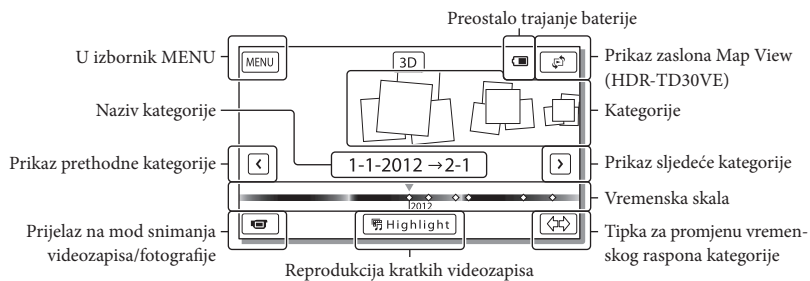 Preostalo trajanje baterije
U izbornik MENU
MENU
3D
Prikaz zaslona Map View
(HDR-TD30VE)
Naziv kategorije
Kategorije
Prikaz prethodne kategorije
1-1-2012 →2-1
Prikaz sljedeće kategorije
2012
Vremenska skala
Highlight
Prijelaz na mod snimanja
videozapisa/fotografije
Tipka za promjenu vremen-
skog raspona kategorije
Reprodukcija kratkih videozapisa